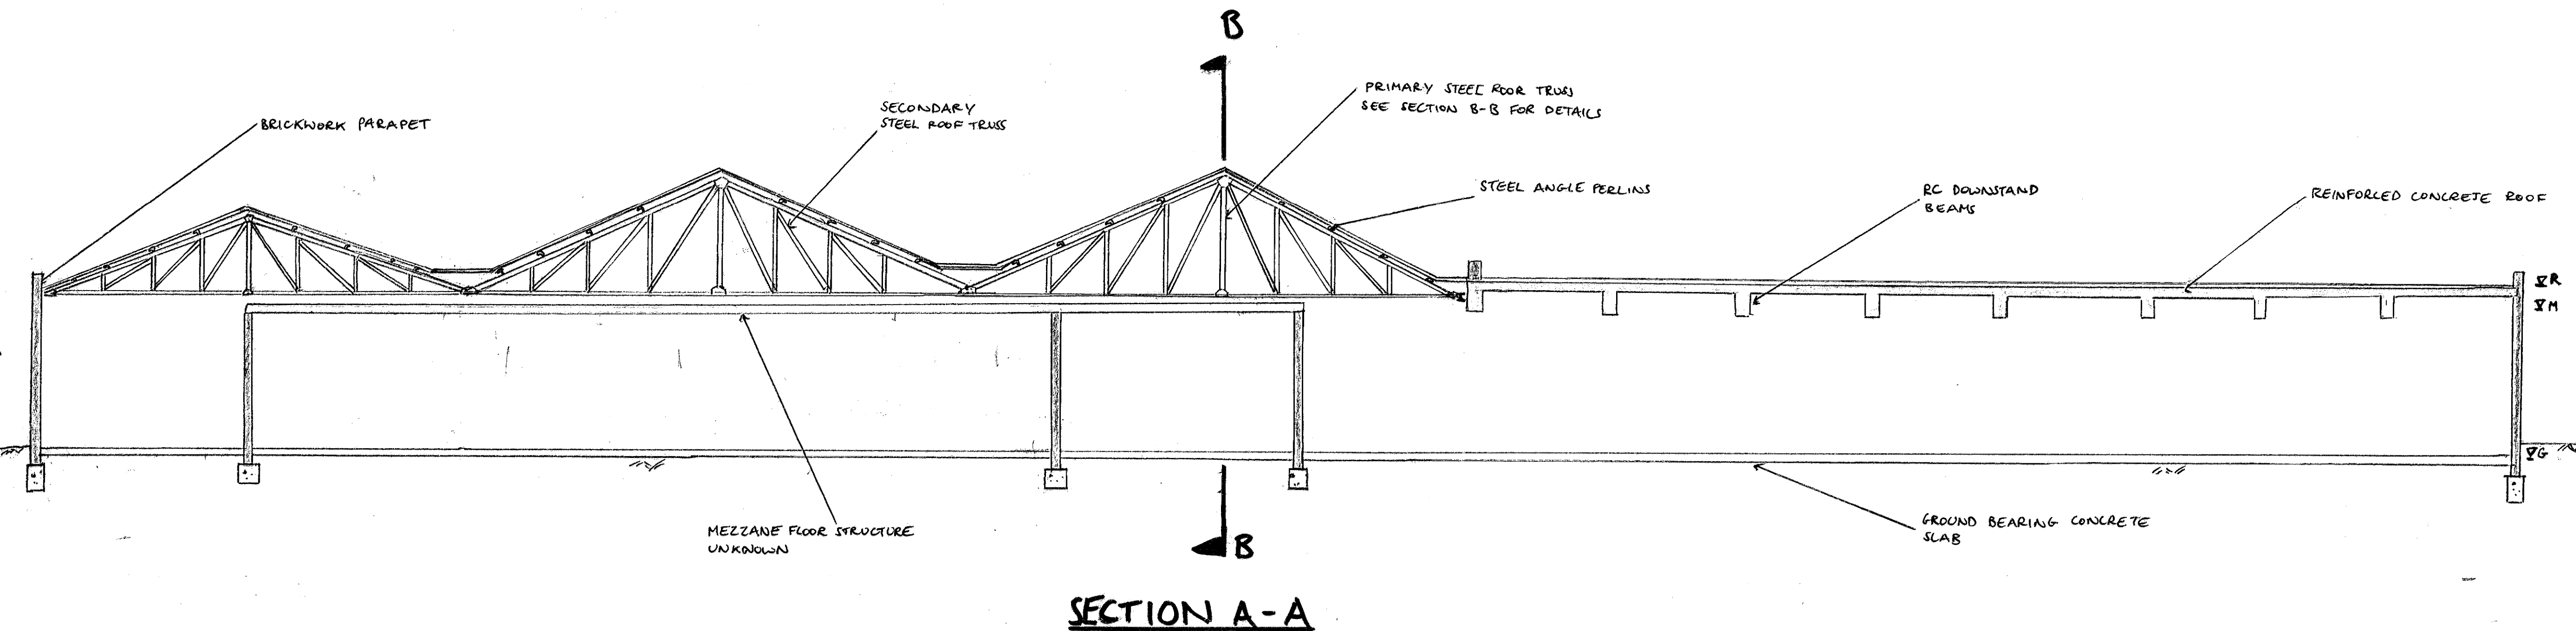 B
BRICKWORK PARAPET
SECONDARY
STEEL ROOF TRUSS
PRIMARY STEEL ROOR TRUSS
SEE SECTION B-B FOR DETAILS
STEEL ANGLE PERLINS
RC DOWNSTAND
BEAMS
REINFORCED CONCRETE ROOF
R
M
G
MEZZANE FLOOR STRUCTURE
UNKNOWN
GROUND BEARING CONCRETE
SLAB
B
SECTION A-A